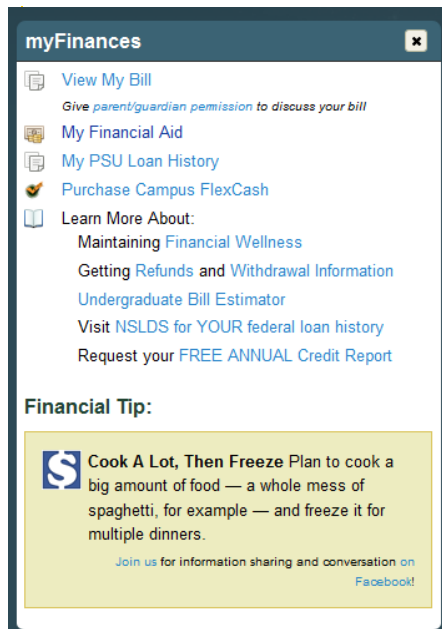 myFinances
View My Bill
Give parent/guardian permission to discuss your bill
My Financial Aid
My PSU Loan History
Purchase Campus FlexCash
Learn More About:
Maintaining Financial Wellness
Getting Refunds and Withdrawal Information
Undergraduate Bill Estimator
Visit NSLDS for YOUR federal loan history
Request your FREE ANNUAL Credit Report
Financial Tip:
Cook A Lot, Then Freeze Plan to cook a
big amount of food — a whole mess of
spaghetti, for example — and freeze it for
multiple dinners.
Join us for information sharing and conversation on
Facebook!